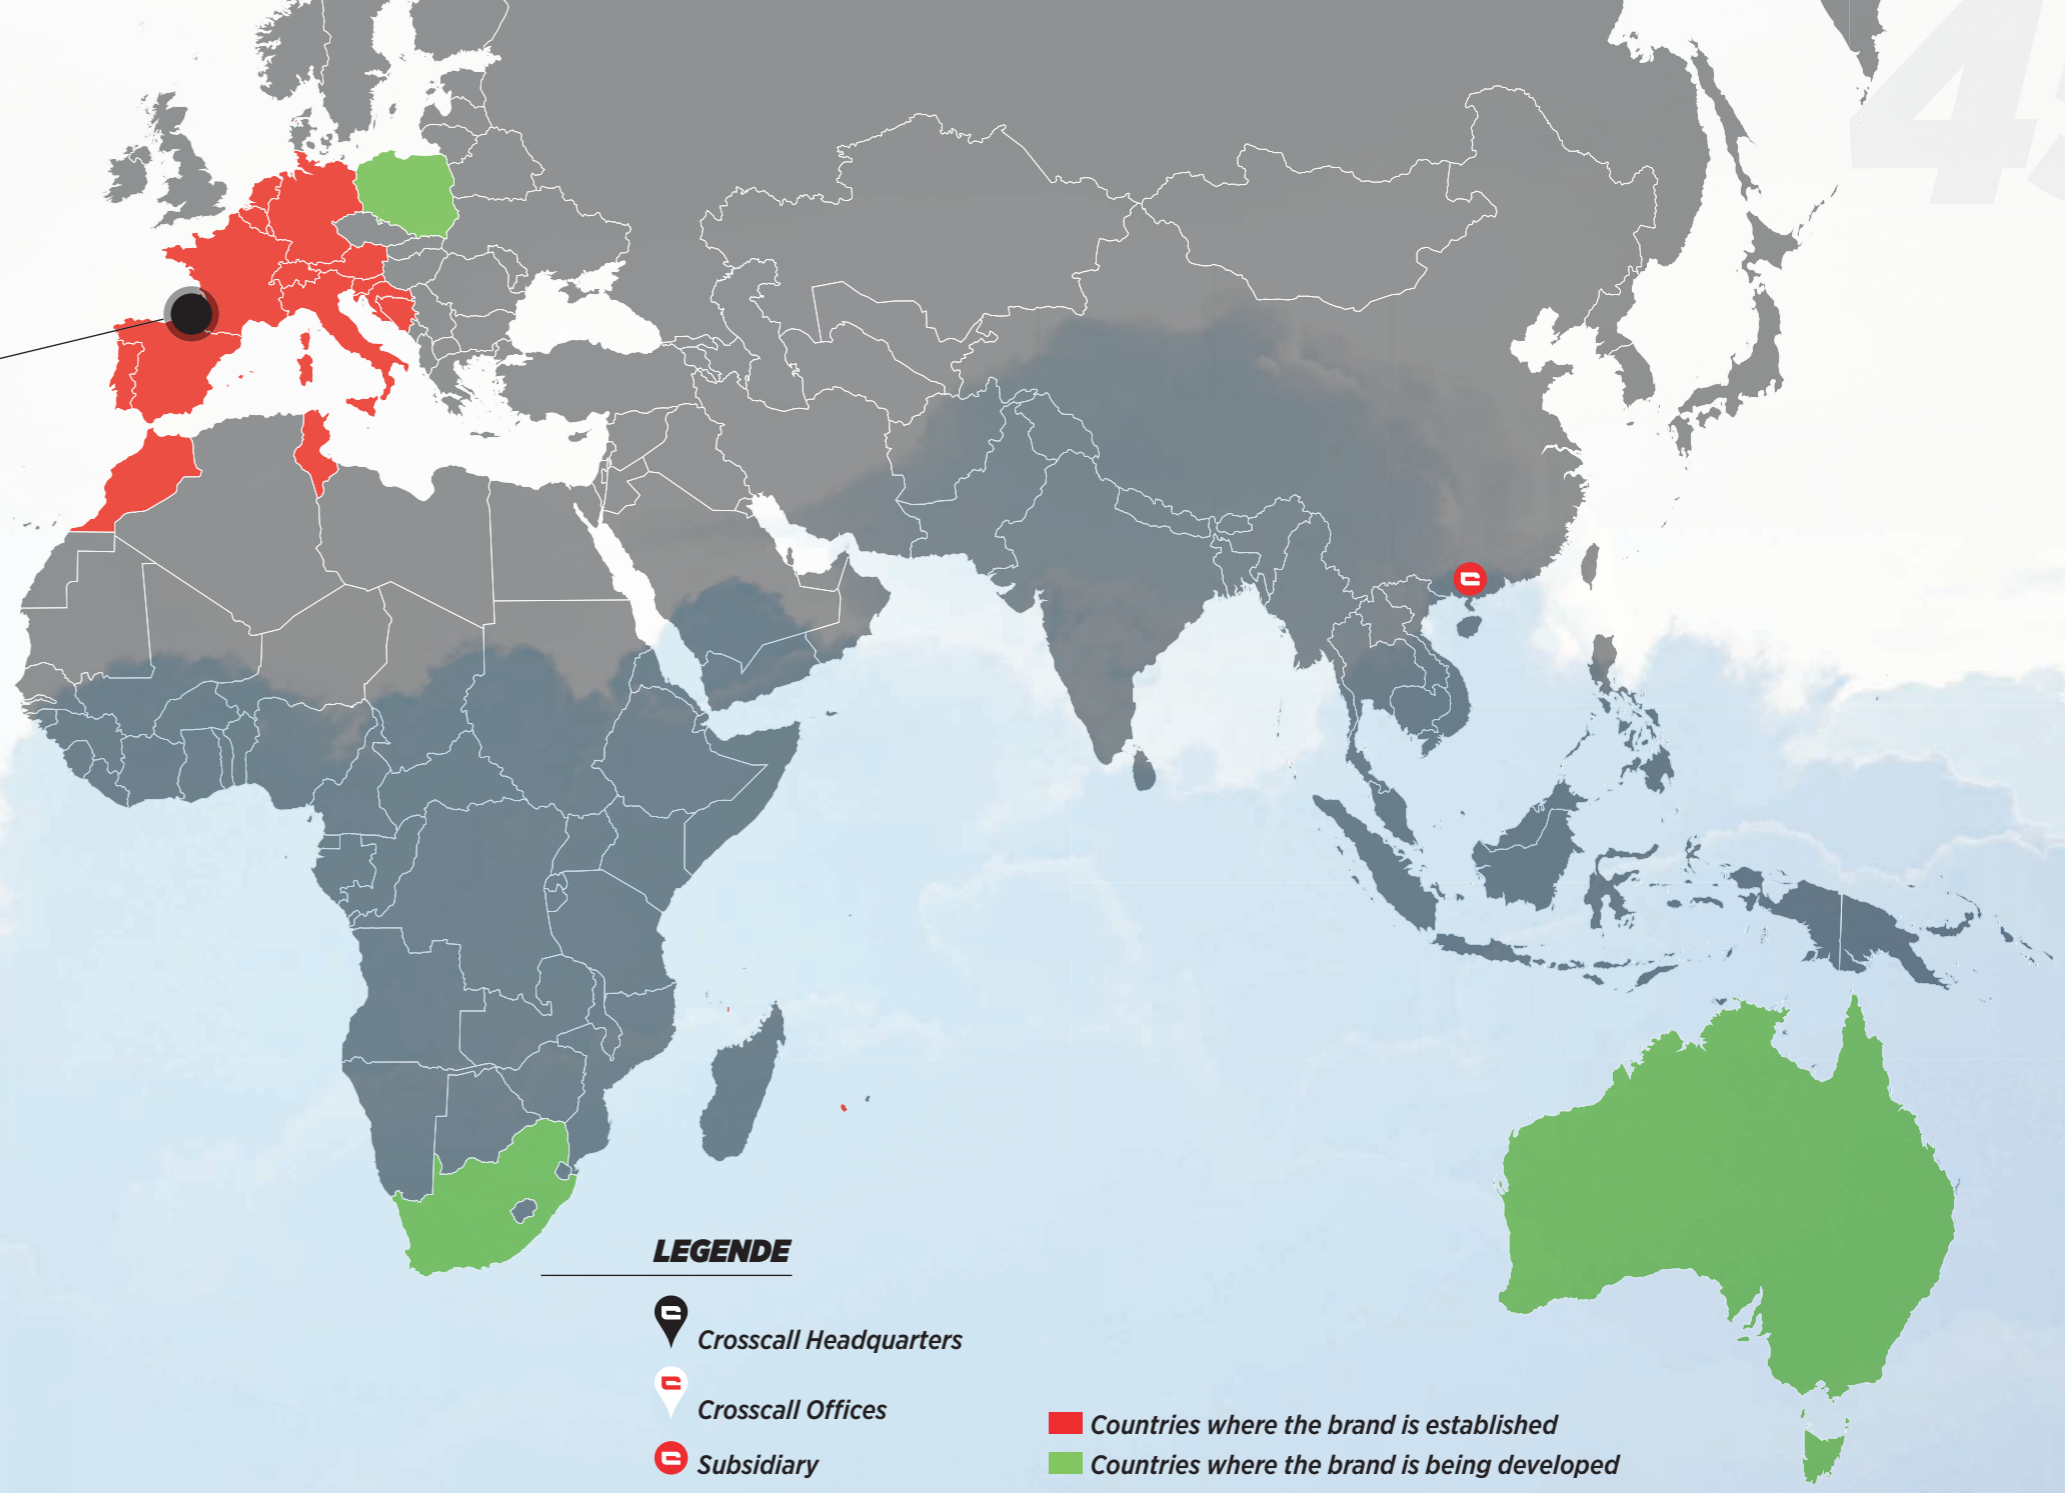 LEGENDE
Crosscall Headquarters
Crosscall Offices
Subsidiary
Countries where the brand is established
Countries where the brand is being developed